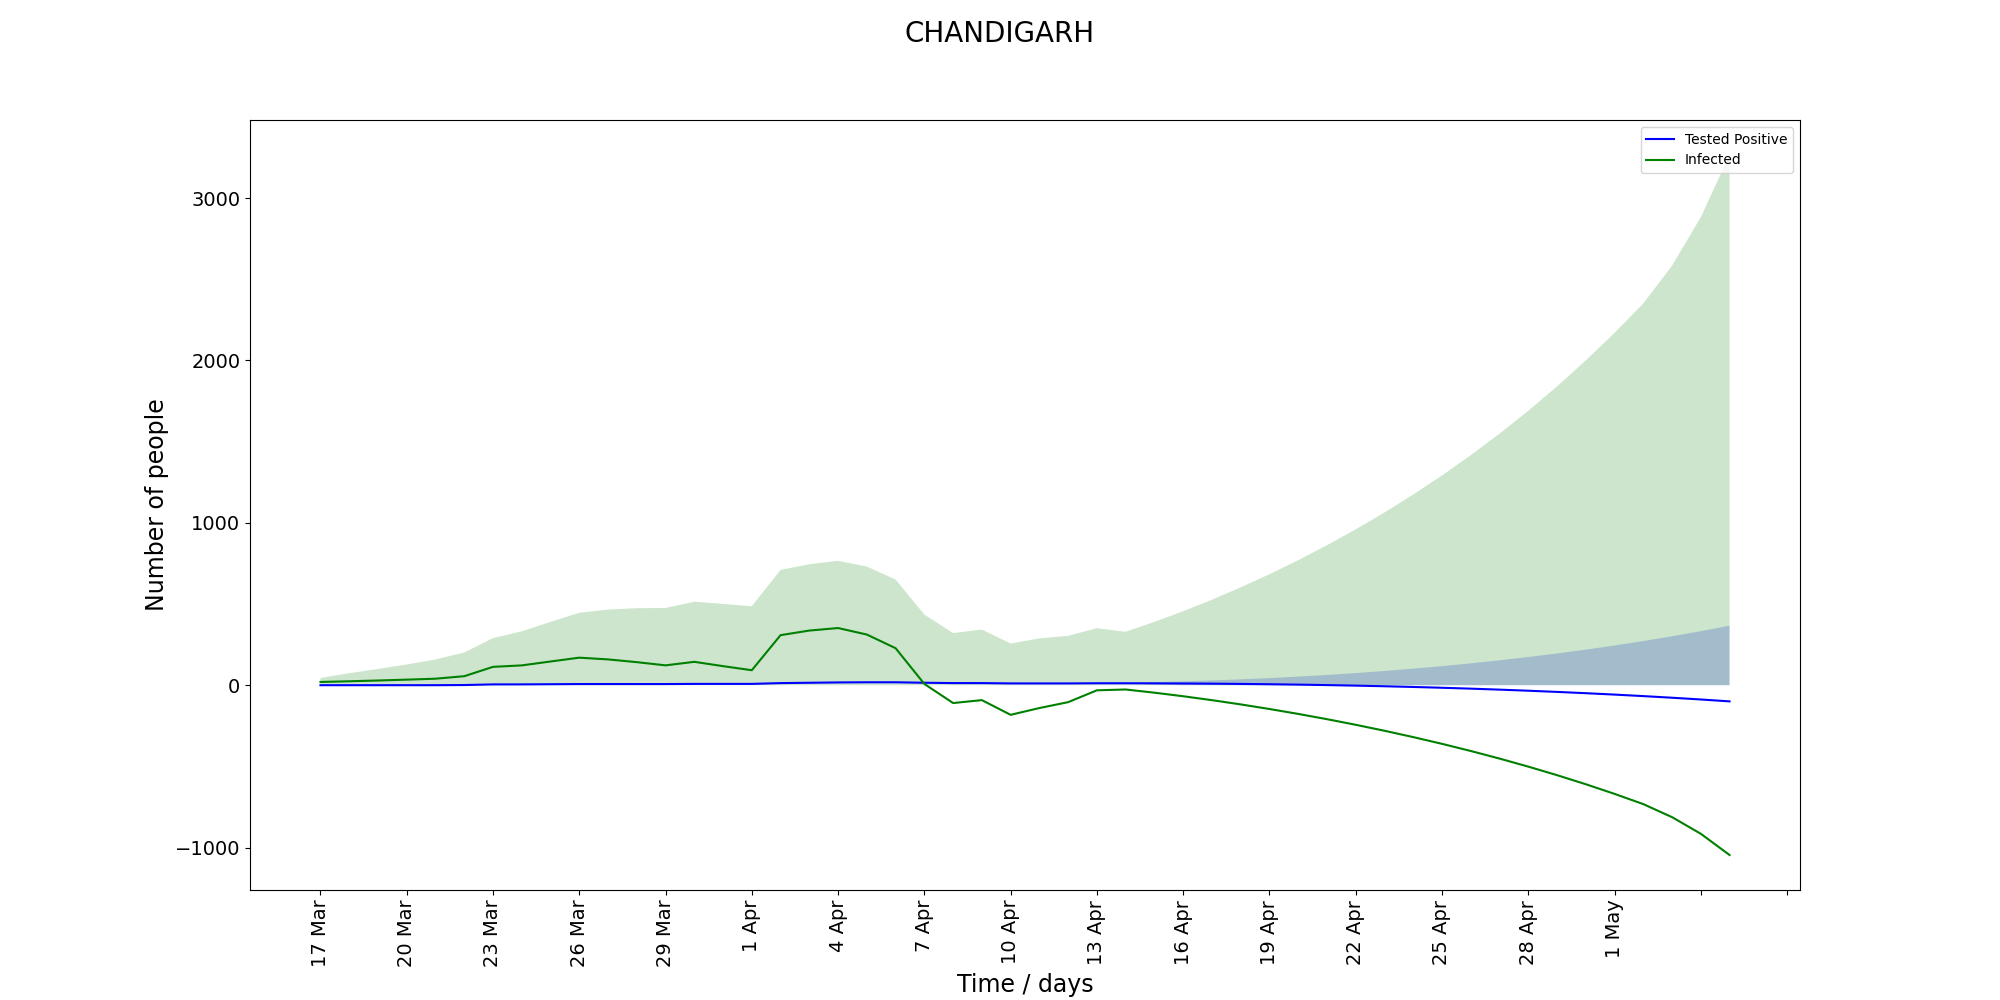 CHANDIGARH
Tested Positive
Infected
Number of people
3000
2000
1000
0
−1000
17 Mar
20 Mar
23 Mar
26 Mar
29 Mar
1 Apr
4 Apr
7 Apr
10 Apr
13 Apr
16 Apr
19 Apr
22 Apr
25 Apr
28 Apr
1 May
Time / days